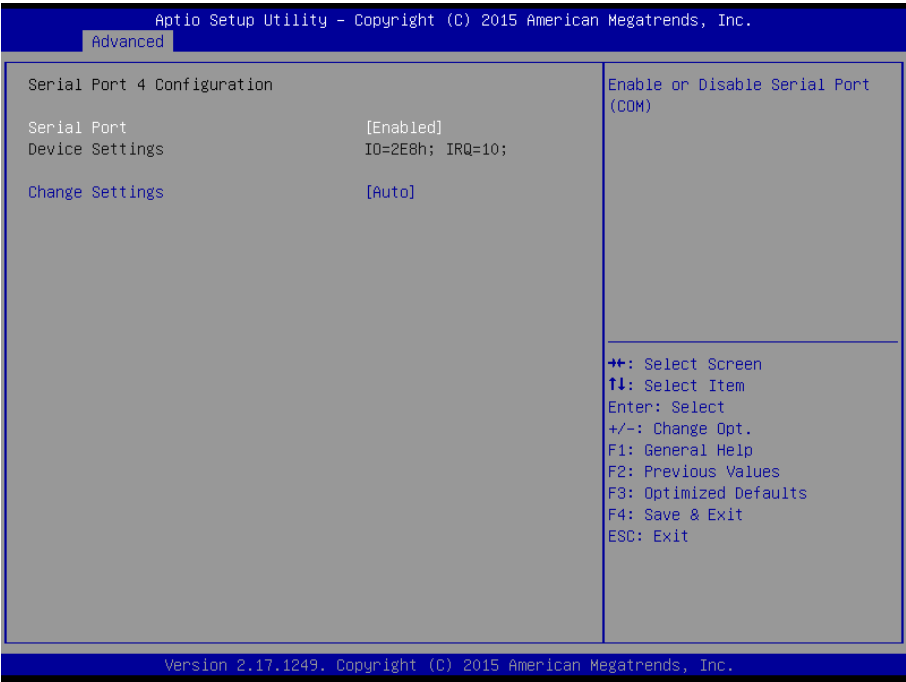 Aptio Setup Utility – Copyright (C) 2015 American Megatrends, Inc.
Advanced
Serial Port 4 Configuration
Serial Port [Enabled]
Device Settings IO=2E8h; IRQ=10;
Change Settings [Auto]
Enable or Disable Serial Port
(COM)
→←: Select Screen
↑↓: Select Item
Enter: Select
+/-: Change Opt.
F1: General Help
F2: Previous Values
F3: Optimized Defaults
F4: Save & Exit
ESC: Exit
Version 2.17.1249. Copyright (C) 2015 American Megatrends, Inc.